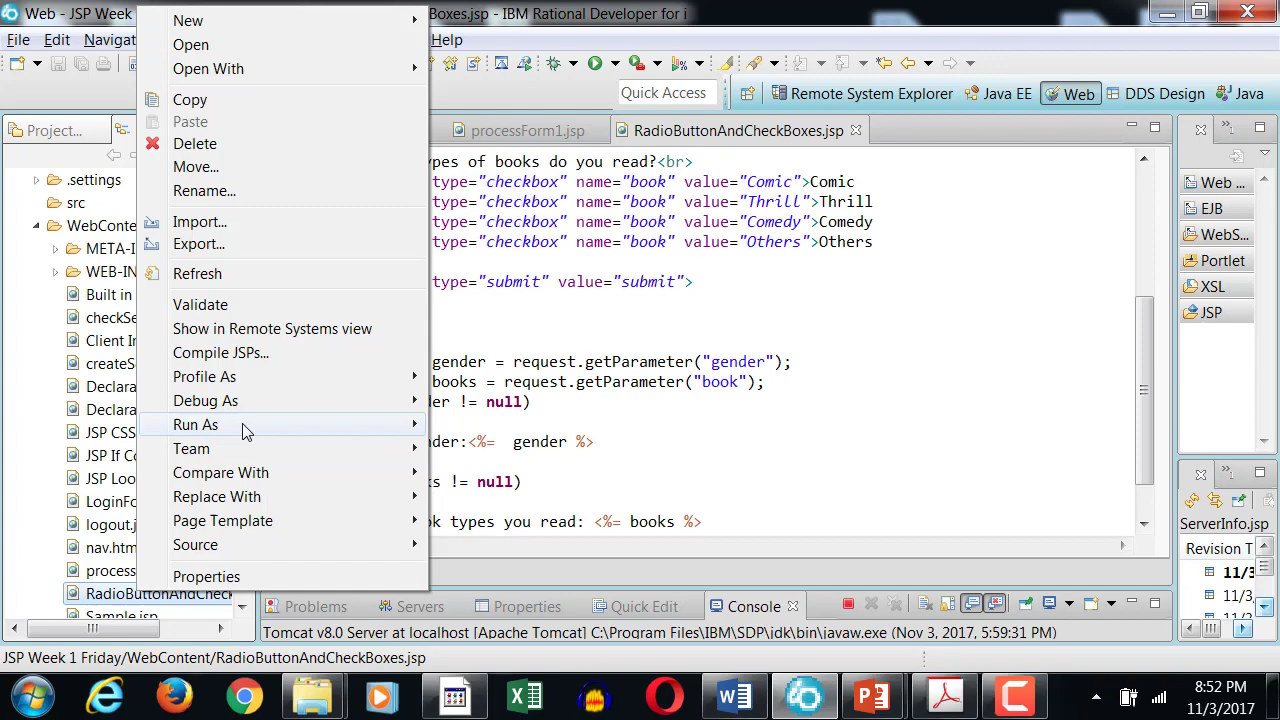 Web - JSP Week
Boxes.jsp - IBM Rational Developer for i
File Edit Navigat
Help
Quick Access
Remote System Explorer
Java EE
Web
DDS Design
Java
Project...
processForm1.jsp
RadioButtonAndCheckBoxes.jsp
.settings
src
WebConte
META-I
WEB-IN
Built in
checkSe
Client In
createS
Declara
Declara
JSP CSS
JSP If Co
JSP Loo
LoginFo
logout.j
nav.htm
process
RadioButtonAndCheck
Sample.jsp
New
Open
Open With
Copy
Paste
Delete
Move...
Rename...
Import...
Export...
Refresh
Validate
Show in Remote Systems view
Compile JSPs...
Profile As
Debug As
Run As
Team
Compare With
Replace With
Page Template
Source
Properties
ypes of books do you read?<br>
type="checkbox" name="book" value="Comic">Comic
type="checkbox" name="book" value="Thrill">Thrill
type="checkbox" name="book" value="Comedy">Comedy
type="checkbox" name="book" value="Others">Others
type="submit" value="submit">
gender = request.getParameter("gender");
books = request.getParameter("book");
der != null)
der:<%= gender %>
s != null)
ok types you read: <%= books %>
Web ...
EJB
WebS...
Portlet
XSL
JSP
ServerInfo.jsp
Revision T
11/3
11/3,
11/2,
Problems
Servers
Properties
Quick Edit
Console
Tomcat v8.0 Server at localhost [Apache Tomcat] C:\Program Files\IBM\SDP\jdk\bin\javaw.exe (Nov 3, 2017, 5:59:31 PM)
JSP Week 1 Friday/WebContent/RadioButtonAndCheckBoxes.jsp
8:52 PM
11/3/2017